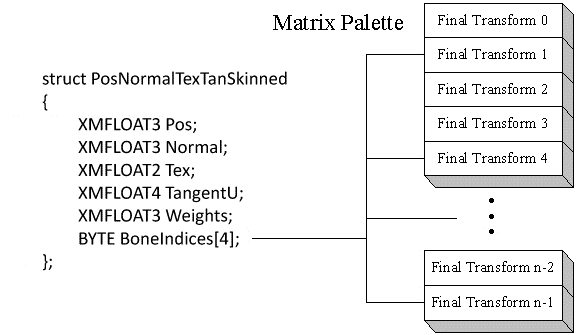 Matrix Palette
struct PosNormalTexTanSkinned
{
XMFLOAT3 Pos;
XMFLOAT3 Normal;
XMFLOAT2 Tex;
XMFLOAT4 TangentU;
XMFLOAT3 Weights;
BYTE BoneIndices[4];
};
Final Transform 0
Final Transform 1
Final Transform 2
Final Transform 3
Final Transform 4
Final Transform n-2
Final Transform n-1